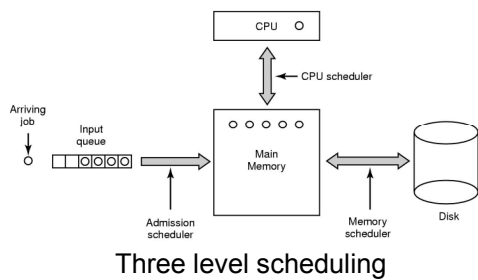 CPU
CPU scheduler
Arriving
job
Input
queue
Main
Memory
Disk
Admission
scheduler
Memory
scheduler
Three level scheduling